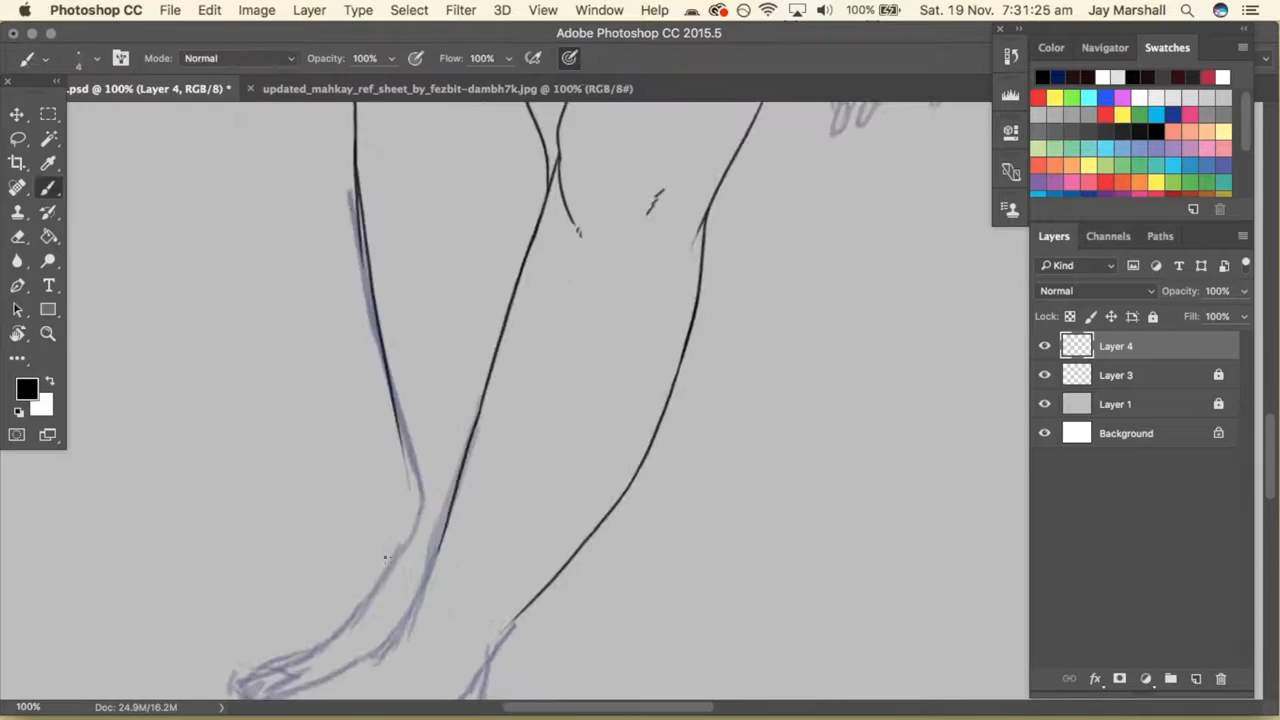 Photoshop CC File Edit Image Layer Type Select Filter 3D View Window Help 100% Sat. 19 Nov. 7:31:25 am Jay Marshall
Adobe Photoshop CC 2015.5
4 Mode: Normal Opacity: 100% Flow: 100%
.psd @ 100% (Layer 4, RGB/8) * × updated_mahkay_ref_sheet_by_fezbit-dambh7k.jpg @ 100% (RGB/8#)
Color Navigator Swatches
Layers Channels Paths
Kind
Normal Opacity: 100%
Lock: Fill: 100%
Layer 4
Layer 3
Layer 1
Background
fx
100% Doc: 24.9M/16.2M